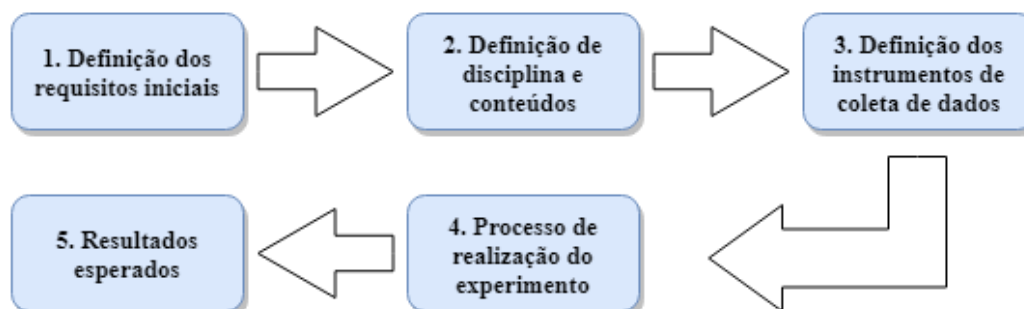 1. Definição dos
requisitos iniciais
2. Definição de
disciplina e
conteúdos
3. Definição dos
instrumentos de
coleta de dados
4. Processo de
realização do
experimento
5. Resultados
esperados